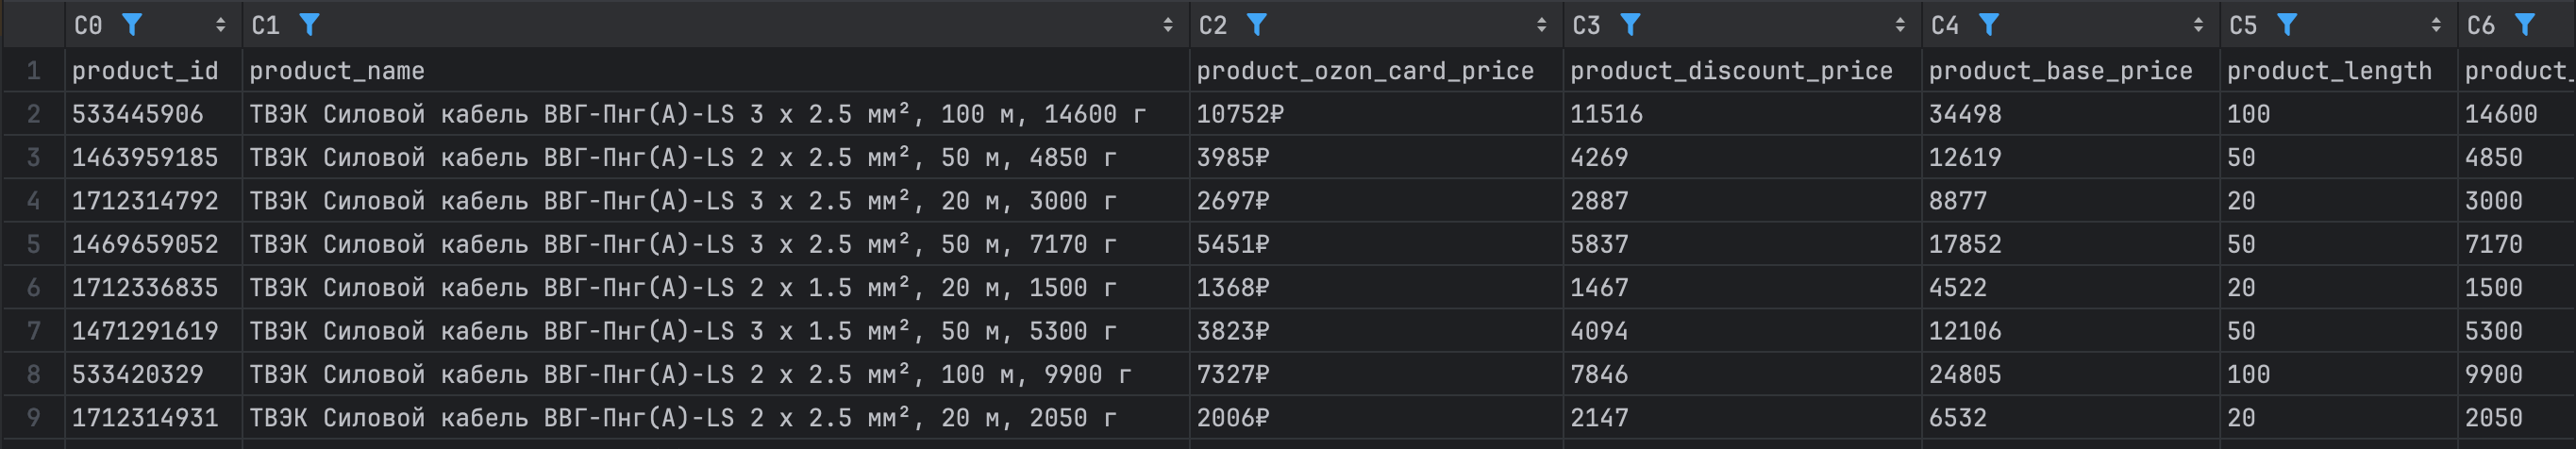 C0 C1 C2 C3 C4 C5 C6
1 product_id product_name product_ozon_card_price product_discount_price product_base_price product_length product_
2 533445906 ТВЭК Силовой кабель ВВГ-Пнг(А)-LS 3 x 2.5 мм², 100 м, 14600 г 10752₽ 11516 34498 100 14600
3 1463959185 ТВЭК Силовой кабель ВВГ-Пнг(А)-LS 2 x 2.5 мм², 50 м, 4850 г 3985₽ 4269 12619 50 4850
4 1712314792 ТВЭК Силовой кабель ВВГ-Пнг(А)-LS 3 x 2.5 мм², 20 м, 3000 г 2697₽ 2887 8877 20 3000
5 1469659052 ТВЭК Силовой кабель ВВГ-Пнг(А)-LS 3 x 2.5 мм², 50 м, 7170 г 5451₽ 5837 17852 50 7170
6 1712336835 ТВЭК Силовой кабель ВВГ-Пнг(А)-LS 2 x 1.5 мм², 20 м, 1500 г 1368₽ 1467 4522 20 1500
7 1471291619 ТВЭК Силовой кабель ВВГ-Пнг(А)-LS 3 x 1.5 мм², 50 м, 5300 г 3823₽ 4094 12106 50 5300
8 533420329 ТВЭК Силовой кабель ВВГ-Пнг(А)-LS 2 x 2.5 мм², 100 м, 9900 г 7327₽ 7846 24805 100 9900
9 1712314931 ТВЭК Силовой кабель ВВГ-Пнг(А)-LS 2 x 2.5 мм², 20 м, 2050 г 2006₽ 2147 6532 20 2050